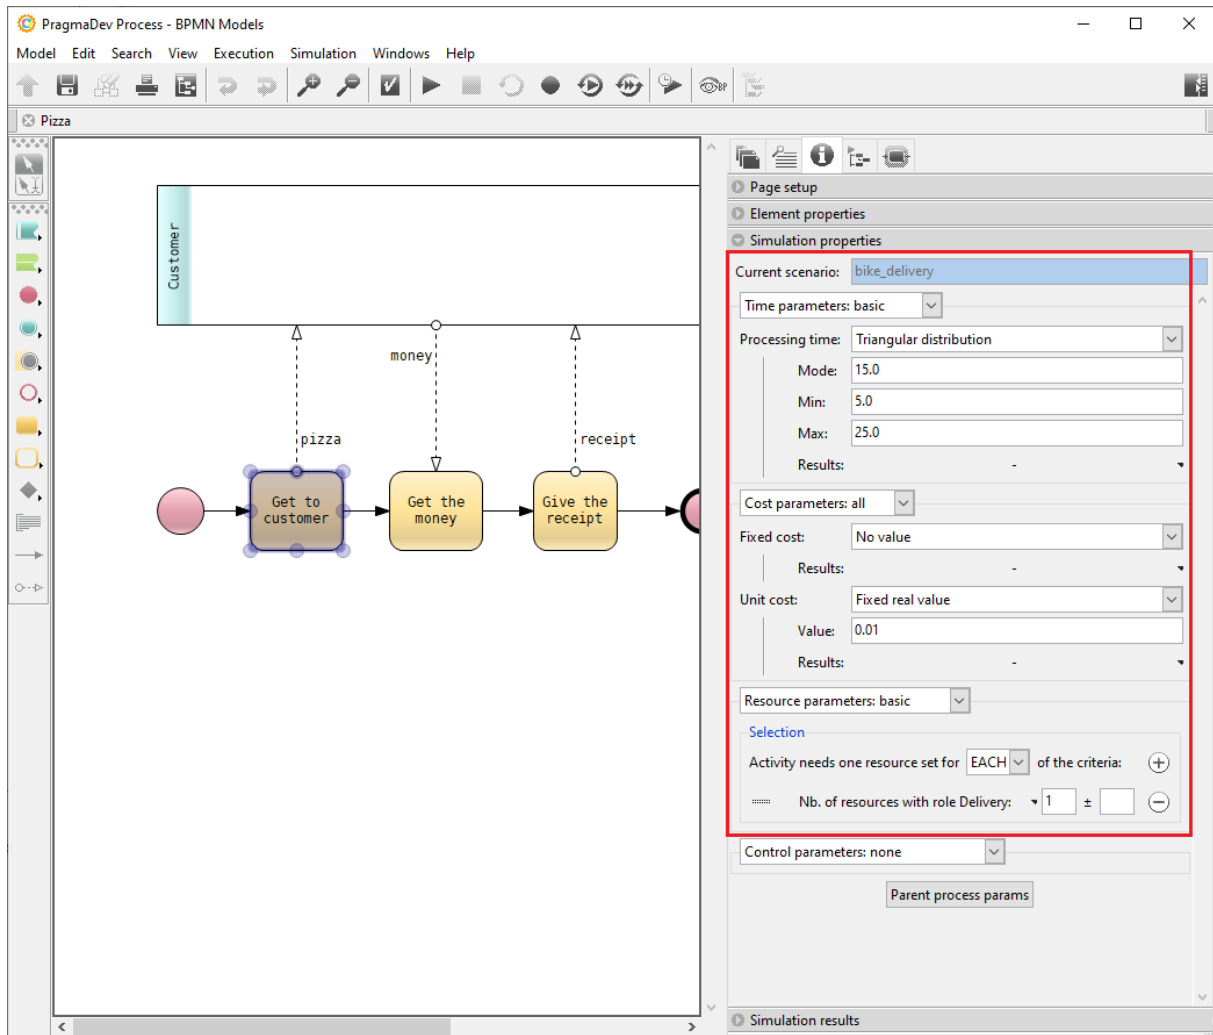 PragmaDev Process - BPMN Models
Model Edit Search View Execution Simulation Windows Help
Pizza
Customer
money
pizza
receipt
Get to
customer
Get the
money
Give the
receipt
Page setup
Element properties
Simulation properties
Current scenario: bike_delivery
Time parameters: basic
Processing time: Triangular distribution
Mode: 15.0
Min: 5.0
Max: 25.0
Results: -
Cost parameters: all
Fixed cost: No value
Results: -
Unit cost: Fixed real value
Value: 0.01
Results: -
Resource parameters: basic
Selection
Activity needs one resource set for EACH of the criteria:
Nb. of resources with role Delivery: 1 ±
Control parameters: none
Parent process params
Simulation results